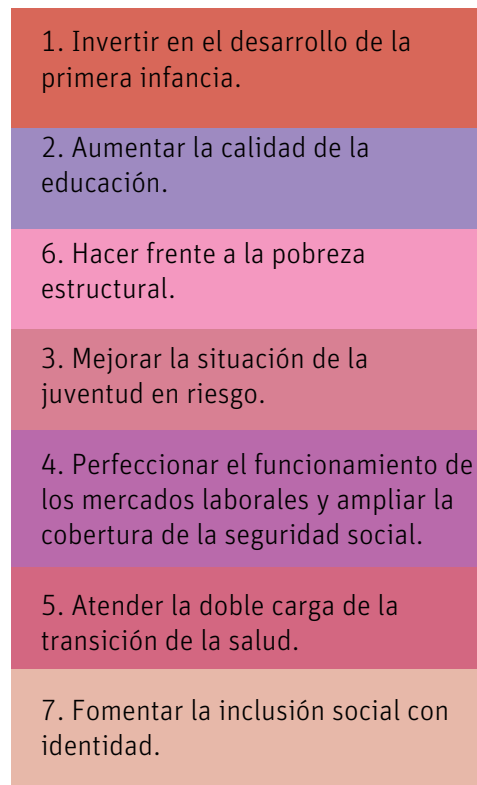 1. Invertir en el desarrollo de la
primera infancia.
2. Aumentar la calidad de la
educación.
6. Hacer frente a la pobreza
estructural.
3. Mejorar la situación de la
juventud en riesgo.
4. Perfeccionar el funcionamiento de
los mercados laborales y ampliar la
cobertura de la seguridad social.
5. Atender la doble carga de la
transición de la salud.
7. Fomentar la inclusión social con
identidad.